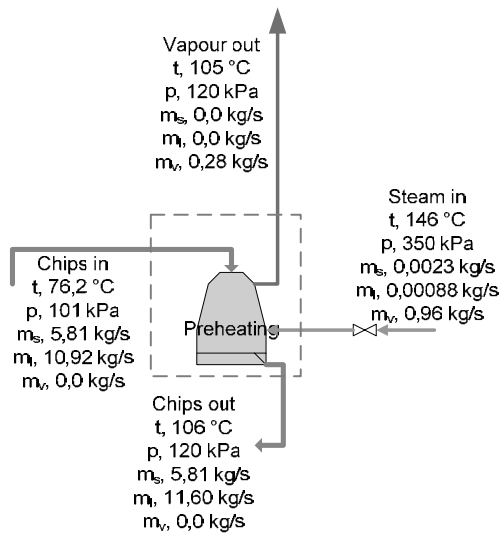 Vapour out
t, 105 °C
p, 120 kPa
ms, 0,0 kg/s
ml, 0,0 kg/s
mv, 0,28 kg/s
Steam in
t, 146 °C
p, 350 kPa
ms, 0,0023 kg/s
ml, 0,00088 kg/s
mv, 0,96 kg/s
Chips in
t, 76,2 °C
p, 101 kPa
ms, 5,81 kg/s
ml, 10,92 kg/s
mv, 0,0 kg/s
Preheating
Chips out
t, 106 °C
p, 120 kPa
ms, 5,81 kg/s
ml, 11,60 kg/s
mv, 0,0 kg/s